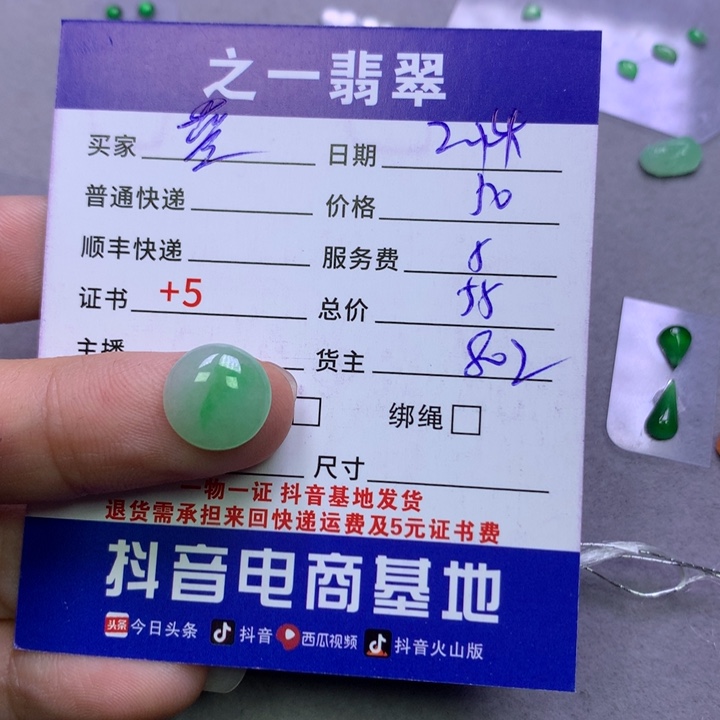 之一翡翠
买家 日期
普通快递 价格 50
顺丰快递 服务费 8
证书 +5 总价 58
主播 货主 802
绑绳
尺寸
一物一证 抖音基地发货
退货需承担来回快递运费及5元证书费
抖音电商基地
头条 今日头条 抖音 西瓜视频 抖音火山版